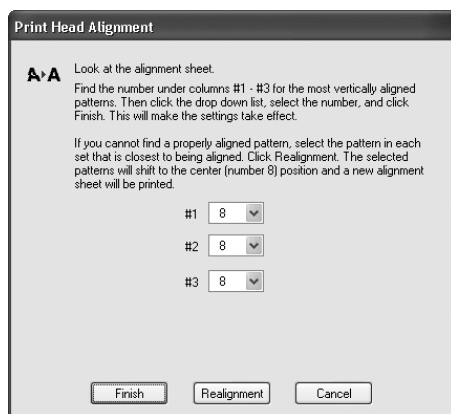 Print Head Alignment
A›A
Look at the alignment sheet.
Find the number under columns #1 - #3 for the most vertically aligned
patterns. Then click the drop down list, select the number, and click
Finish. This will make the settings take effect.
If you cannot find a properly aligned pattern, select the pattern in each
set that is closest to being aligned. Click Realignment. The selected
patterns will shift to the center (number 8) position and a new alignment
sheet will be printed.
#1 8
#2 8
#3 8
Finish Realignment Cancel